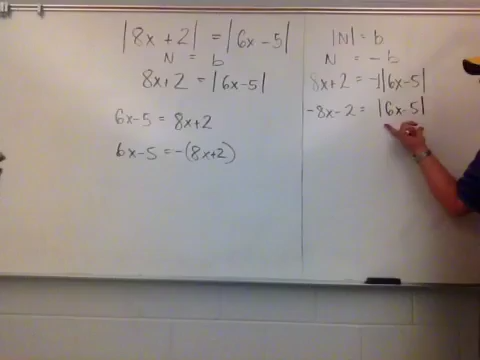 |8x + 2| = |6x - 5|
N = b
8x + 2 = |6x - 5|
6x - 5 = 8x + 2
6x - 5 = -(8x + 2)
|N| = b
N = - b
8x + 2 = -1|6x - 5|
-8x - 2 = |6x - 5|